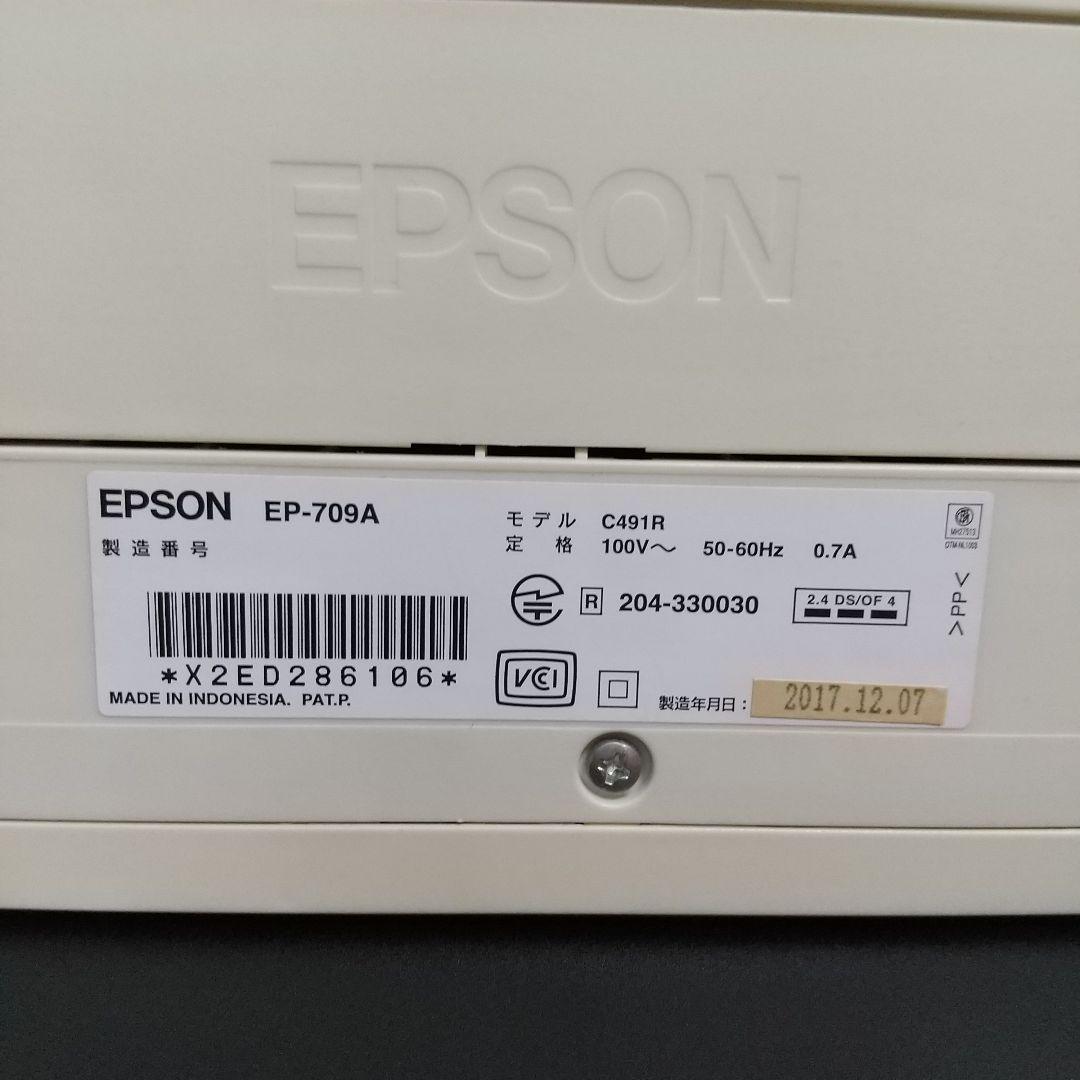 EPSON
EPSON EP-709A
製造番号
*X2ED286106*
MADE IN INDONESIA. PAT.P.
モデル C491R
定格 100V～ 50-60Hz 0.7A
R 204-330030
2.4 DS/OF 4
VCCI
製造年月日：2017.12.07
>PP<